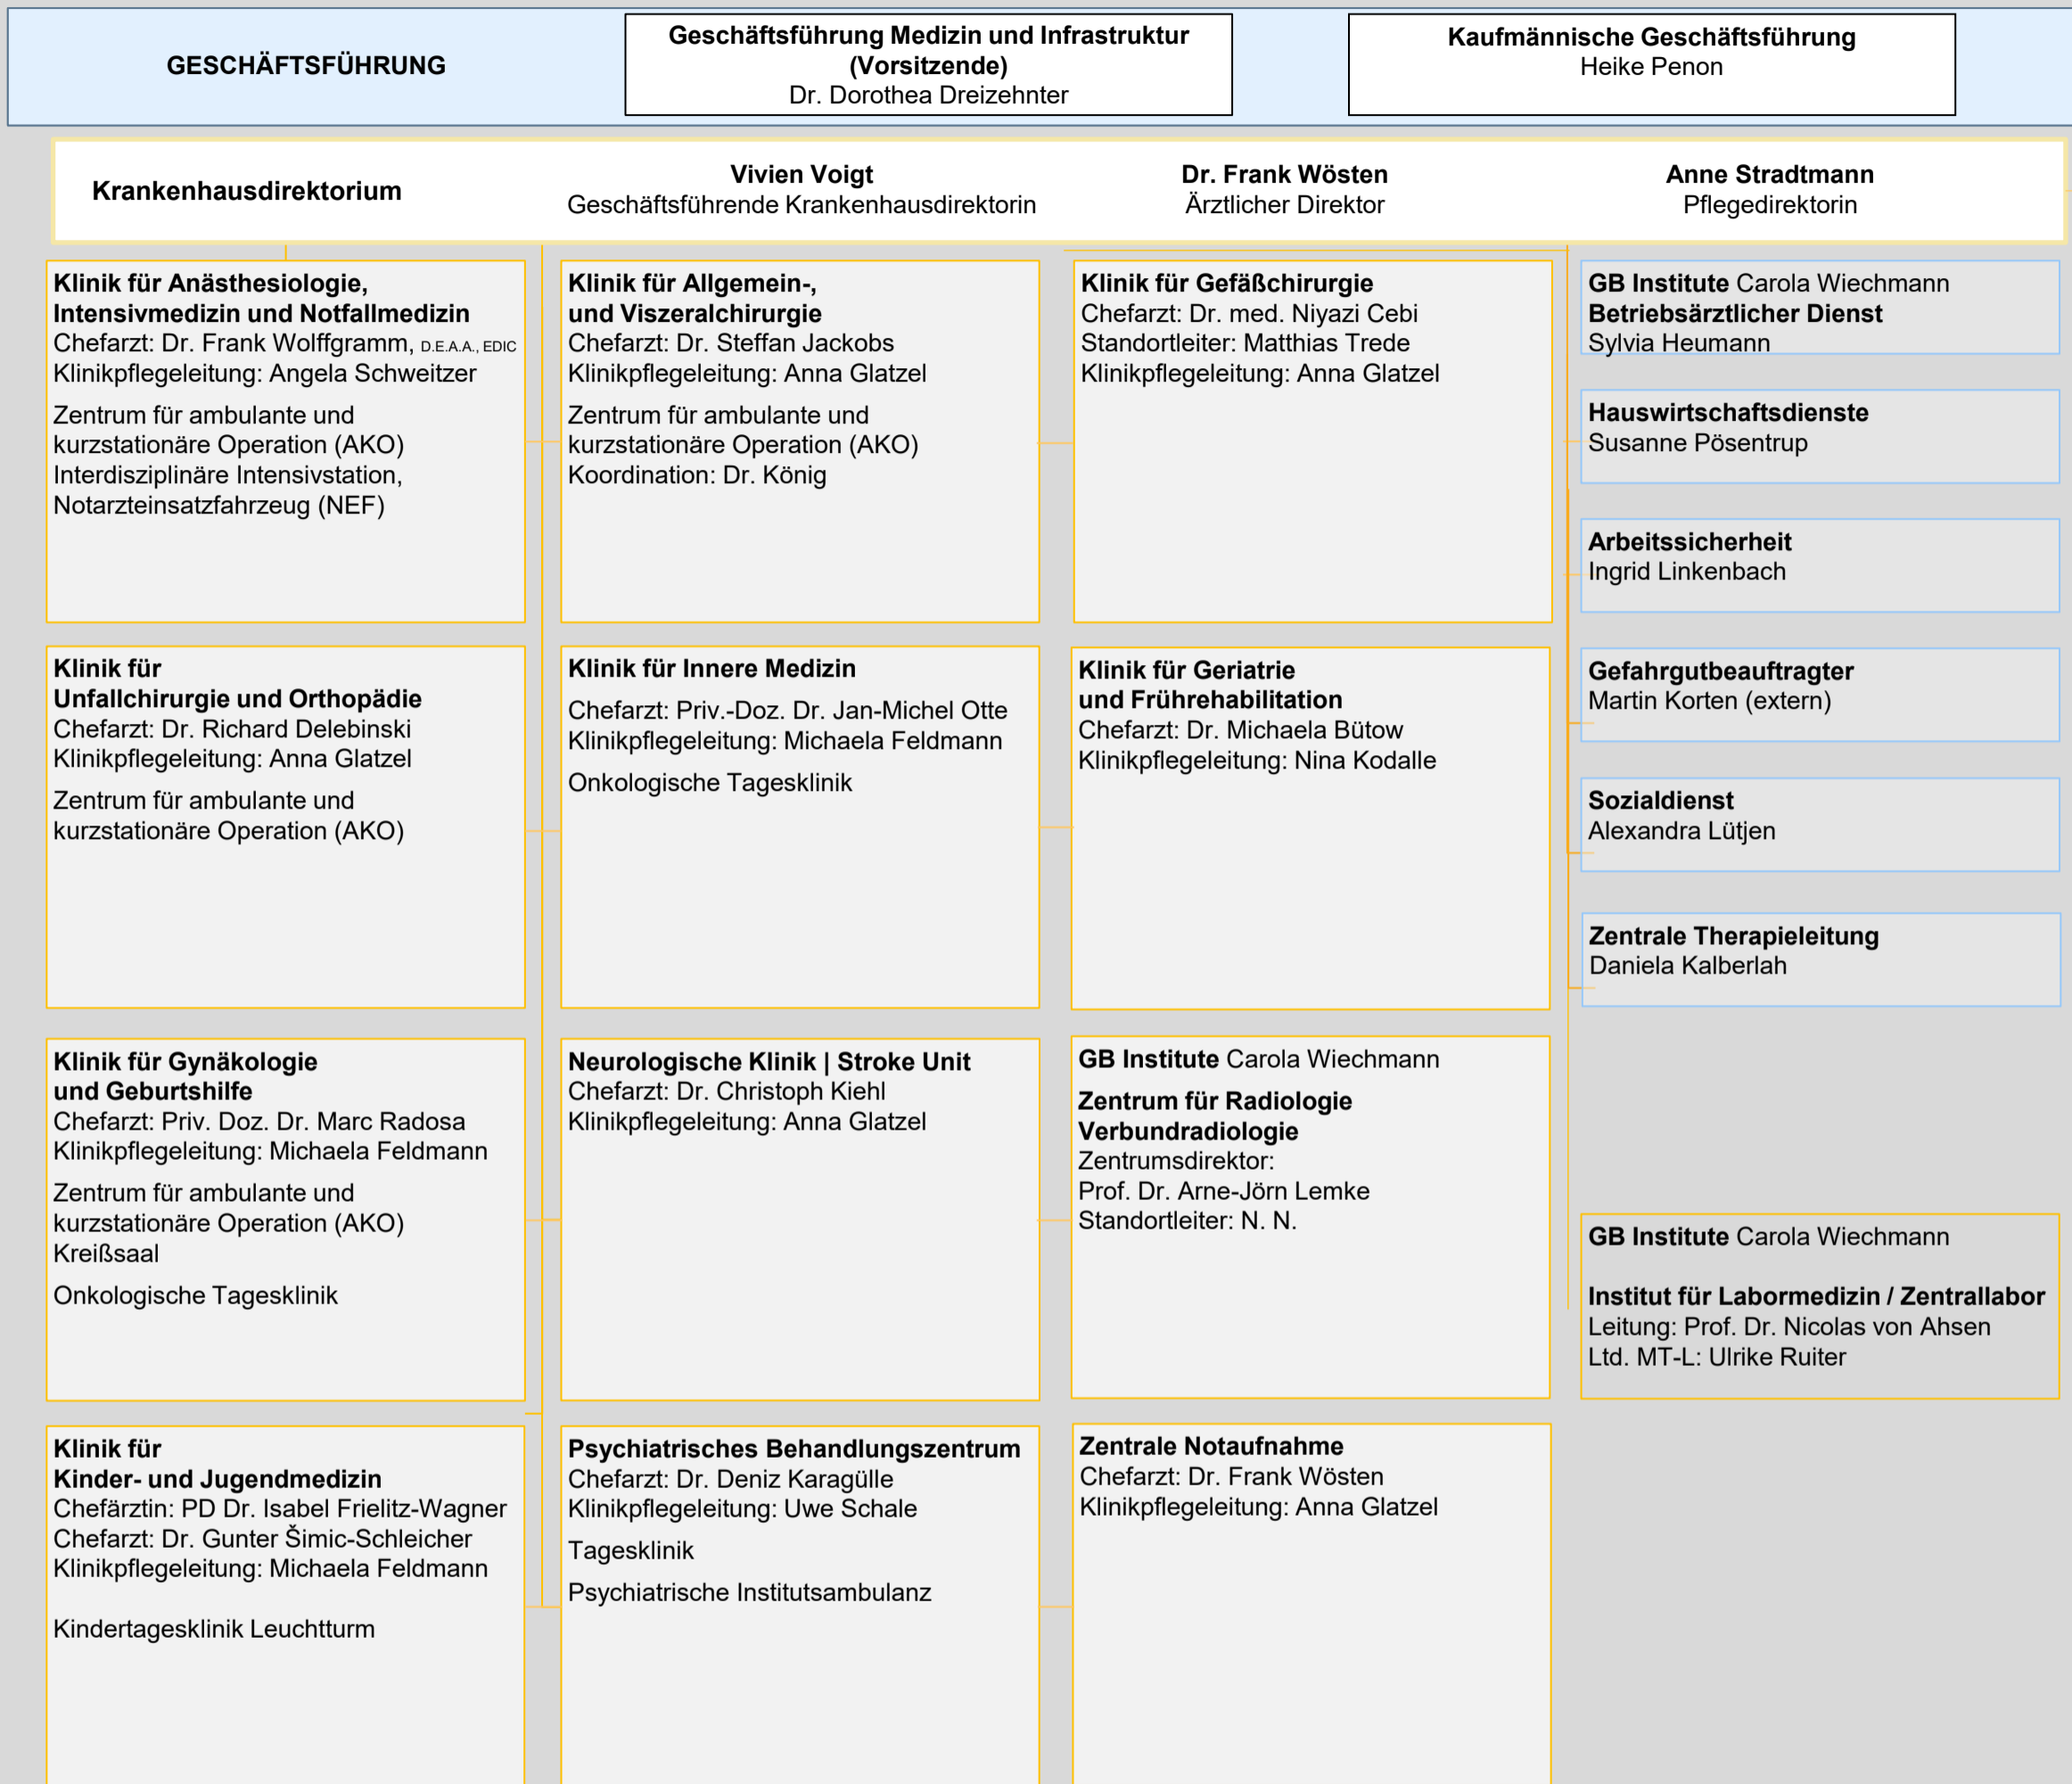 GESCHÄFTSFÜHRUNG
Geschäftsführung Medizin und Infrastruktur
(Vorsitzende)
Dr. Dorothea Dreizehnter
Kaufmännische Geschäftsführung
Heike Penon
Krankenhausdirektorium
Vivien Voigt
Geschäftsführende Krankenhausdirektorin
Dr. Frank Wösten
Ärztlicher Direktor
Anne Stradtmann
Pflegedirektorin
Klinik für Anästhesiologie,
Intensivmedizin und Notfallmedizin
Chefarzt: Dr. Frank Wolffgramm, D.E.A.A., EDIC
Klinikpflegeleitung: Angela Schweitzer
Zentrum für ambulante und
kurzstationäre Operation (AKO)
Interdisziplinäre Intensivstation,
Notarzteinsatzfahrzeug (NEF)
Klinik für Allgemein-,
und Viszeralchirurgie
Chefarzt: Dr. Steffan Jackobs
Klinikpflegeleitung: Anna Glatzel
Zentrum für ambulante und
kurzstationäre Operation (AKO)
Koordination: Dr. König
Klinik für Gefäßchirurgie
Chefarzt: Dr. med. Niyazi Cebi
Standortleiter: Matthias Trede
Klinikpflegeleitung: Anna Glatzel
GB Institute Carola Wiechmann
Betriebsärztlicher Dienst
Sylvia Heumann
Hauswirtschaftsdienste
Susanne Pösentrup
Arbeitssicherheit
Ingrid Linkenbach
Klinik für
Unfallchirurgie und Orthopädie
Chefarzt: Dr. Richard Delebinski
Klinikpflegeleitung: Anna Glatzel
Zentrum für ambulante und
kurzstationäre Operation (AKO)
Klinik für Innere Medizin
Chefarzt: Priv.-Doz. Dr. Jan-Michel Otte
Klinikpflegeleitung: Michaela Feldmann
Onkologische Tagesklinik
Klinik für Geriatrie
und Frührehabilitation
Chefarzt: Dr. Michaela Bütow
Klinikpflegeleitung: Nina Kodalle
Gefahrgutbeauftragter
Martin Korten (extern)
Sozialdienst
Alexandra Lütjen
Zentrale Therapieleitung
Daniela Kalberlah
Klinik für Gynäkologie
und Geburtshilfe
Chefarzt: Priv. Doz. Dr. Marc Radosa
Klinikpflegeleitung: Michaela Feldmann
Zentrum für ambulante und
kurzstationäre Operation (AKO)
Kreißsaal
Onkologische Tagesklinik
Neurologische Klinik | Stroke Unit
Chefarzt: Dr. Christoph Kiehl
Klinikpflegeleitung: Anna Glatzel
GB Institute Carola Wiechmann
Zentrum für Radiologie
Verbundradiologie
Zentrumsdirektor:
Prof. Dr. Arne-Jörn Lemke
Standortleiter: N. N.
GB Institute Carola Wiechmann
Institut für Labormedizin / Zentrallabor
Leitung: Prof. Dr. Nicolas von Ahsen
Ltd. MT-L: Ulrike Ruiter
Klinik für
Kinder- und Jugendmedizin
Chefärztin: PD Dr. Isabel Frielitz-Wagner
Chefarzt: Dr. Gunter Šimic-Schleicher
Klinikpflegeleitung: Michaela Feldmann
Kindertagesklinik Leuchtturm
Psychiatrisches Behandlungszentrum
Chefarzt: Dr. Deniz Karagülle
Klinikpflegeleitung: Uwe Schale
Tagesklinik
Psychiatrische Institutsambulanz
Zentrale Notaufnahme
Chefarzt: Dr. Frank Wösten
Klinikpflegeleitung: Anna Glatzel